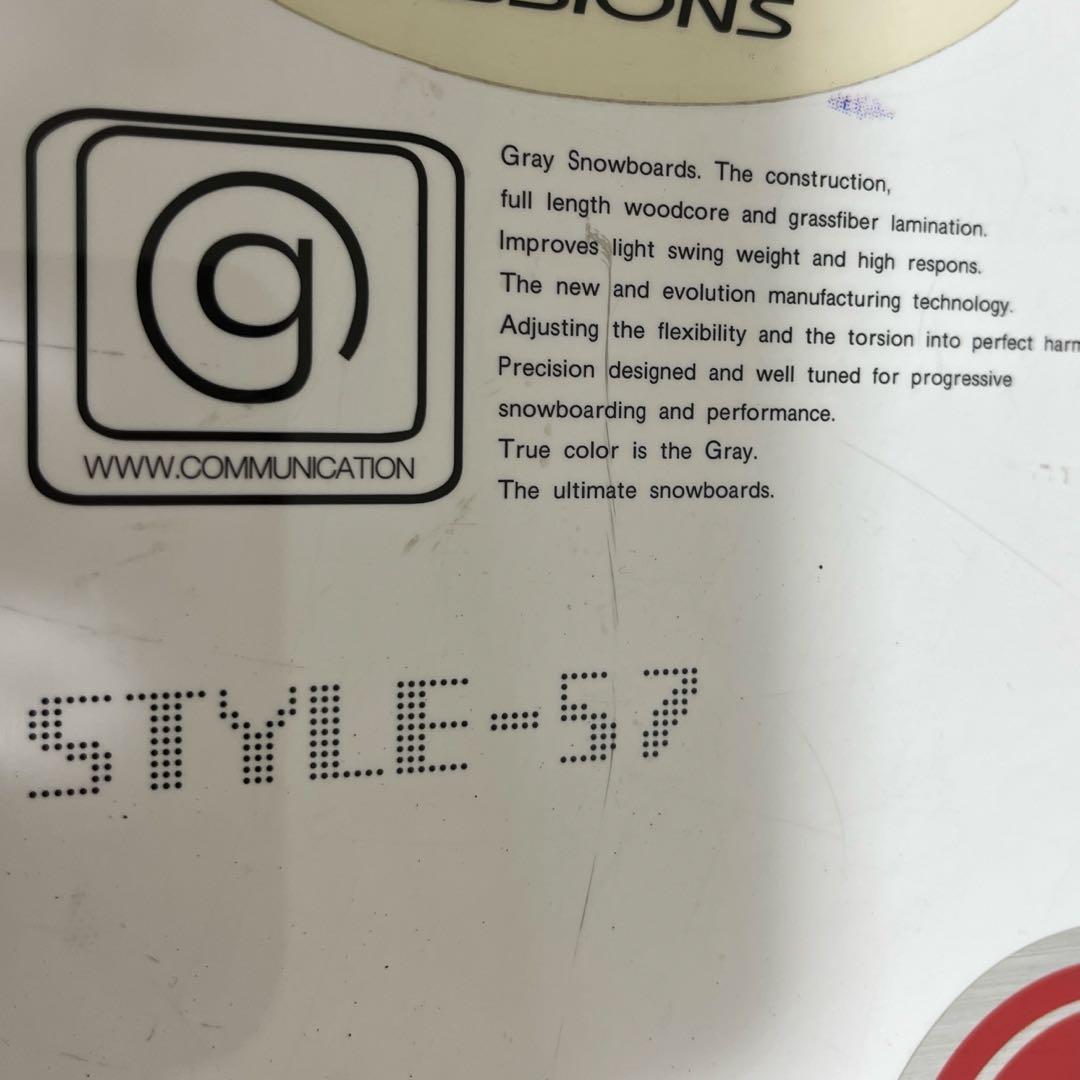 Gray Snowboards. The construction,
full length woodcore and grassfiber lamination.
Improves light swing weight and high respons.
The new and evolution manufacturing technology.
Adjusting the flexibility and the torsion into perfect
Precision designed and well tuned for progressive
snowboarding and performance.
True color is the Gray.
The ultimate snowboards.
g
WWW.COMMUNICATION
STYLE-57